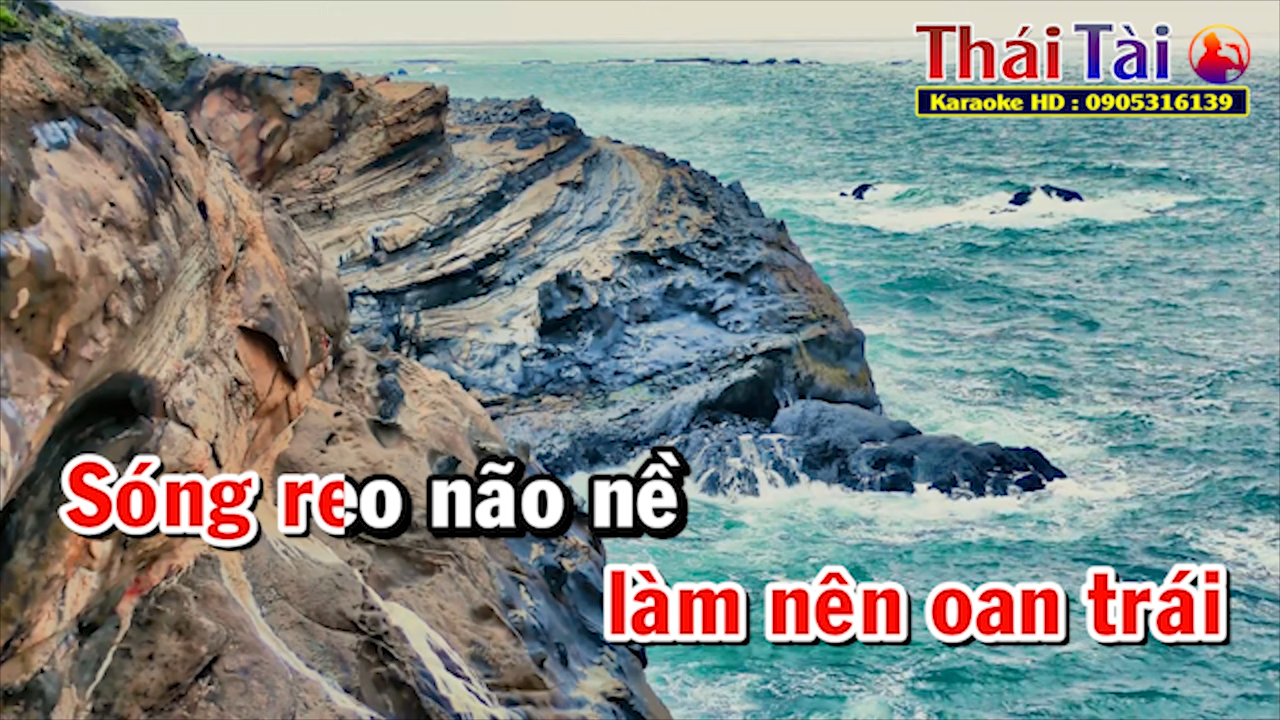 Thái Tài
Karaoke HD : 0905316139
Sóng reo não nề
làm nên oan trái